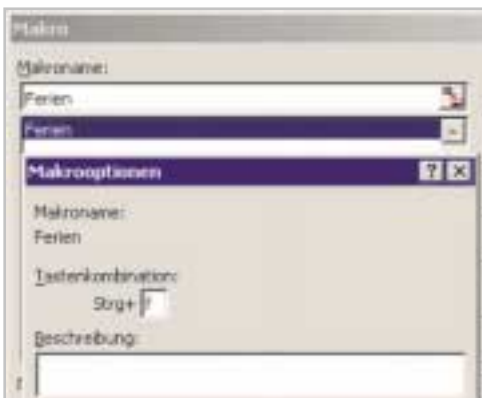 Makro
Makroname:
Ferien
Ferien
Makrooptionen
Makroname:
Ferien
Tastenkombination:
Strg+ f
Beschreibung: